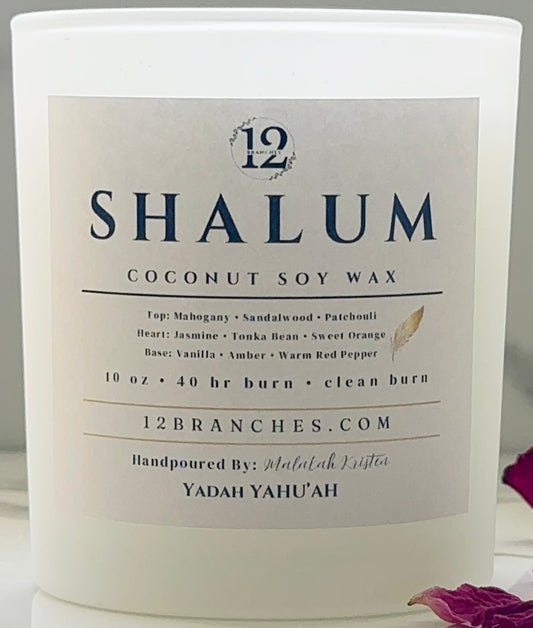 12
BRANCHES
SHALUM
COCONUT SOY WAX
Top: Mahogany • Sandalwood • Patchouli
Heart: Jasmine • Tonka Bean • Sweet Orange
Base: Vanilla • Amber • Warm Red Pepper
10 oz • 40 hr burn • clean burn
12BRANCHES.COM
Handpoured By: Malakah Kristen
YADAH YAHU'AH